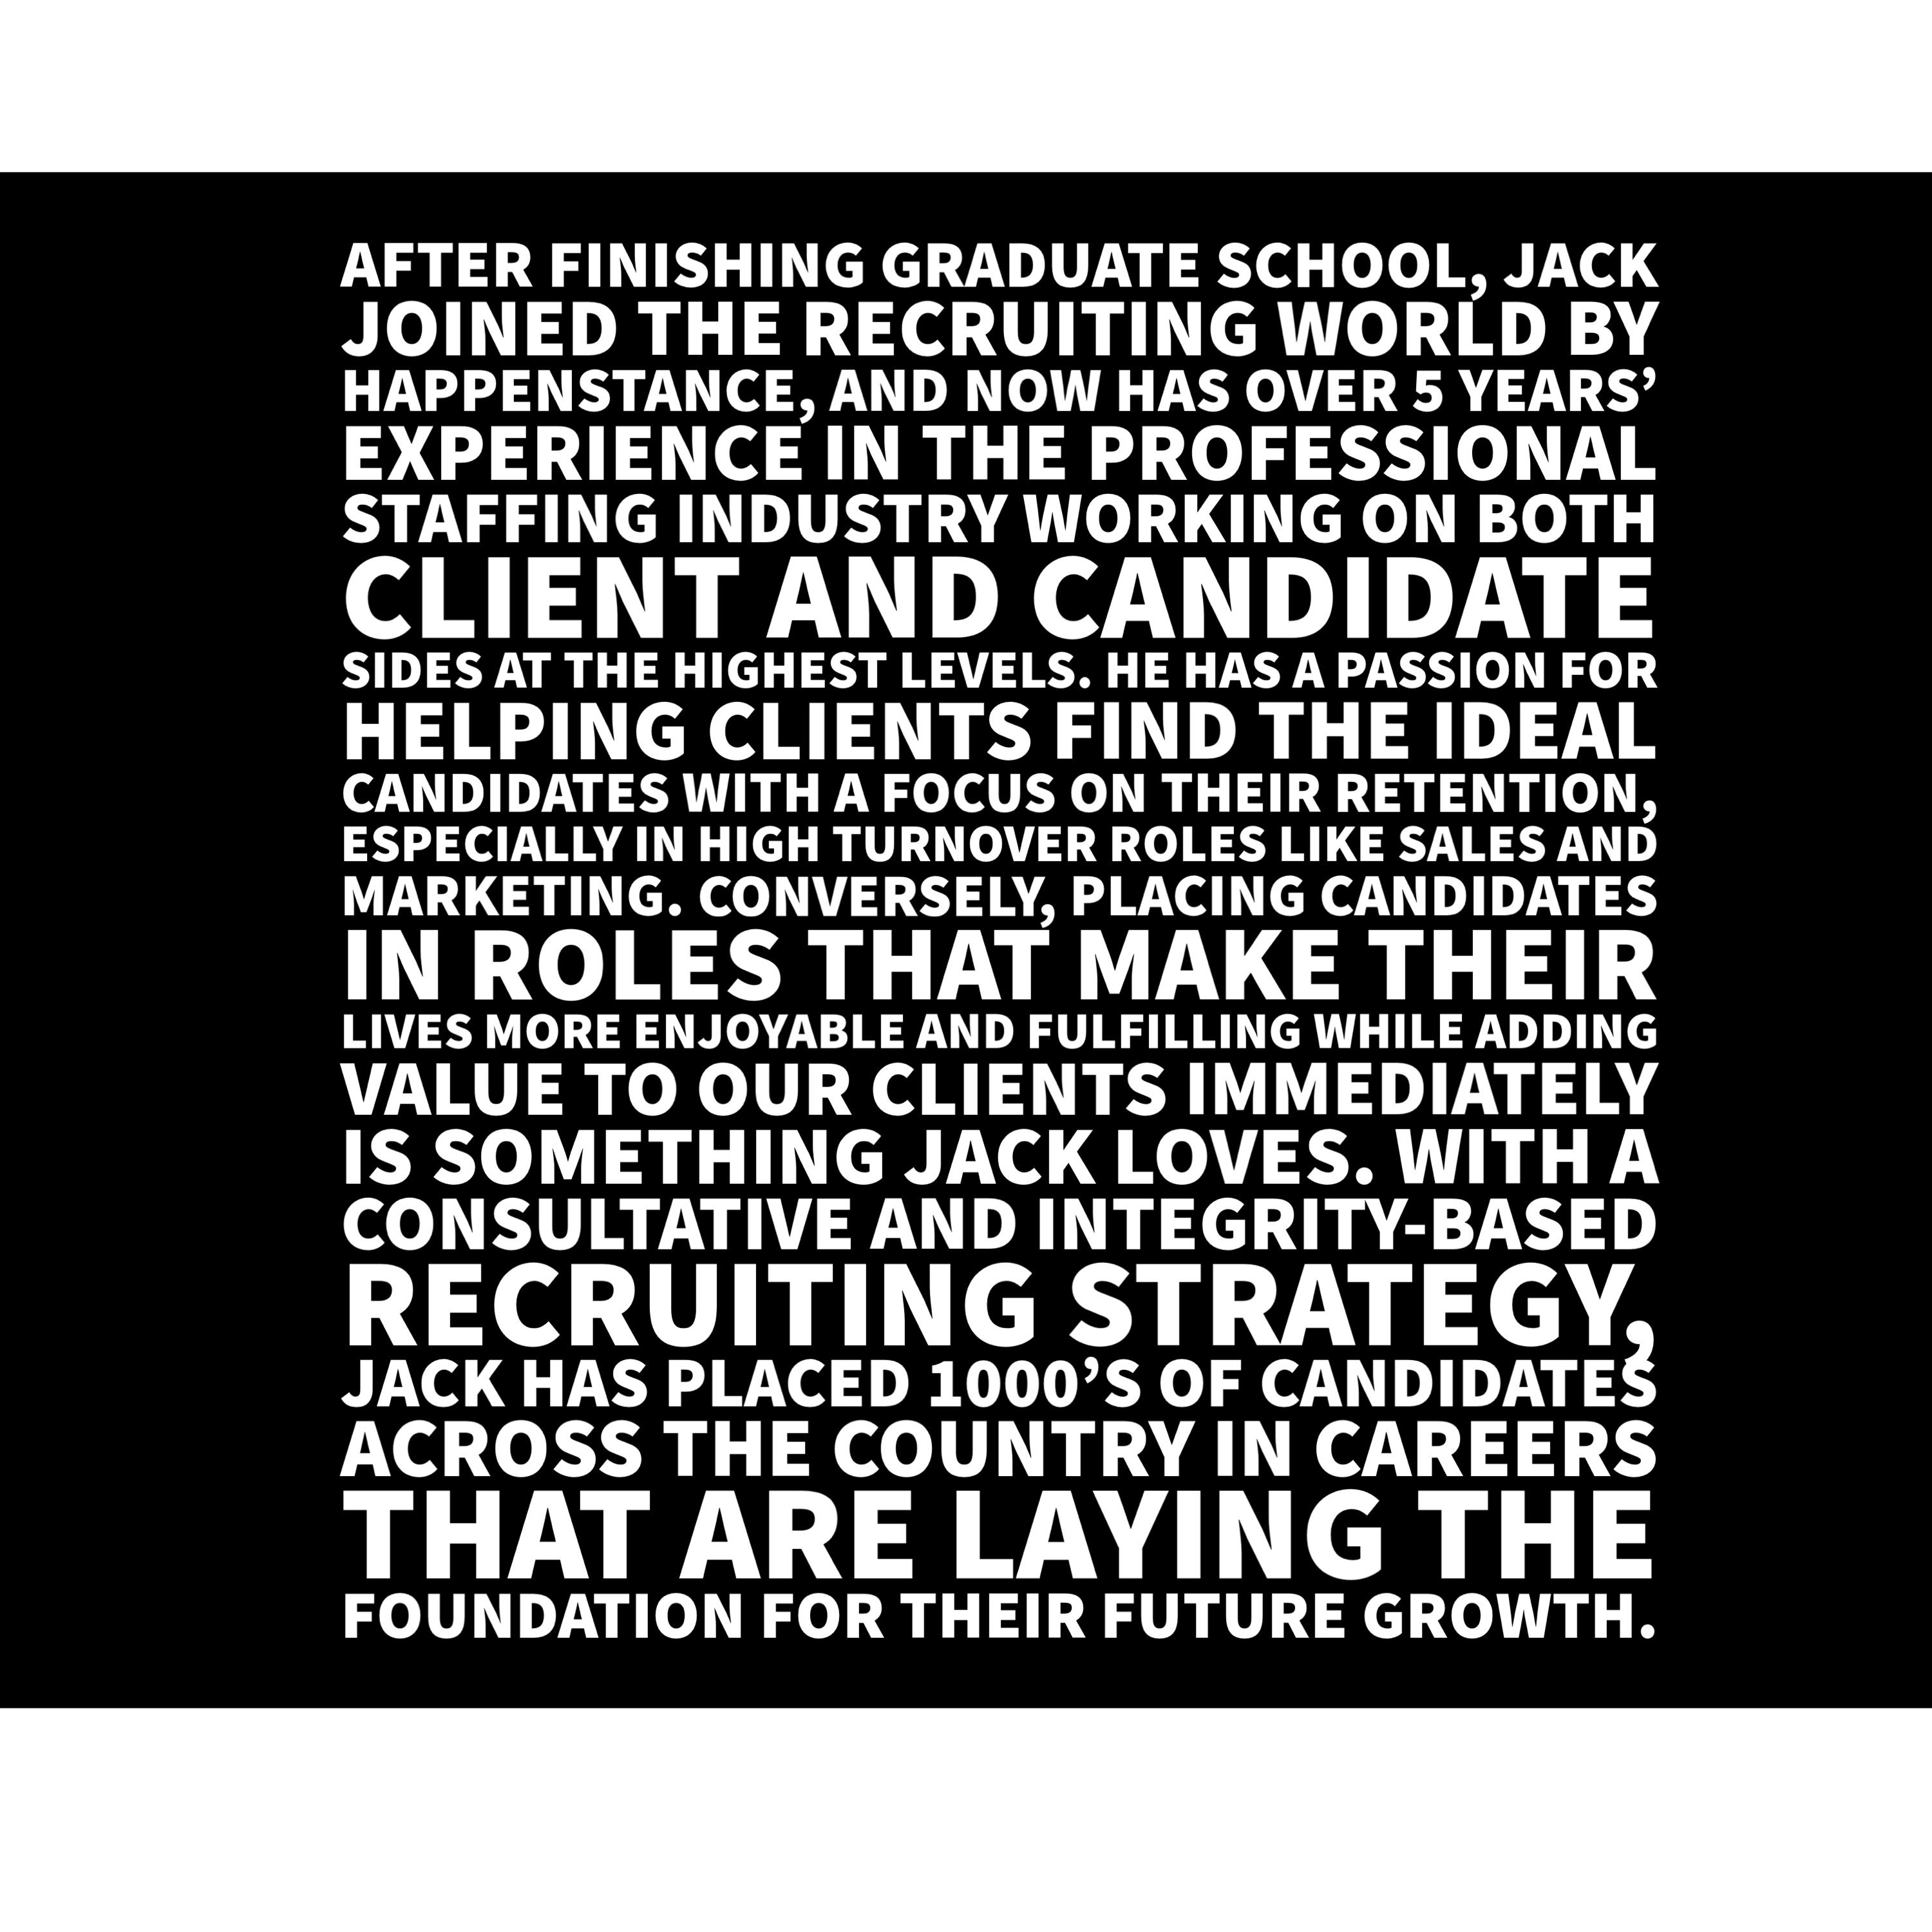 AFTER FINISHING GRADUATE SCHOOL, JACK
JOINED THE RECRUITING WORLD BY
HAPPENSTANCE, AND NOW HAS OVER 5 YEARS’
EXPERIENCE IN THE PROFESSIONAL
STAFFING INDUSTRY WORKING ON BOTH
CLIENT AND CANDIDATE
SIDES AT THE HIGHEST LEVELS. HE HAS A PASSION FOR
HELPING CLIENTS FIND THE IDEAL
CANDIDATES WITH A FOCUS ON THEIR RETENTION,
ESPECIALLY IN HIGH TURNOVER ROLES LIKE SALES AND
MARKETING. CONVERSELY, PLACING CANDIDATES
IN ROLES THAT MAKE THEIR
LIVES MORE ENJOYABLE AND FULFILLING WHILE ADDING
VALUE TO OUR CLIENTS IMMEDIATELY
IS SOMETHING JACK LOVES. WITH A
CONSULTATIVE AND INTEGRITY-BASED
RECRUITING STRATEGY,
JACK HAS PLACED 1000’S OF CANDIDATES
ACROSS THE COUNTRY IN CAREERS
THAT ARE LAYING THE
FOUNDATION FOR THEIR FUTURE GROWTH.